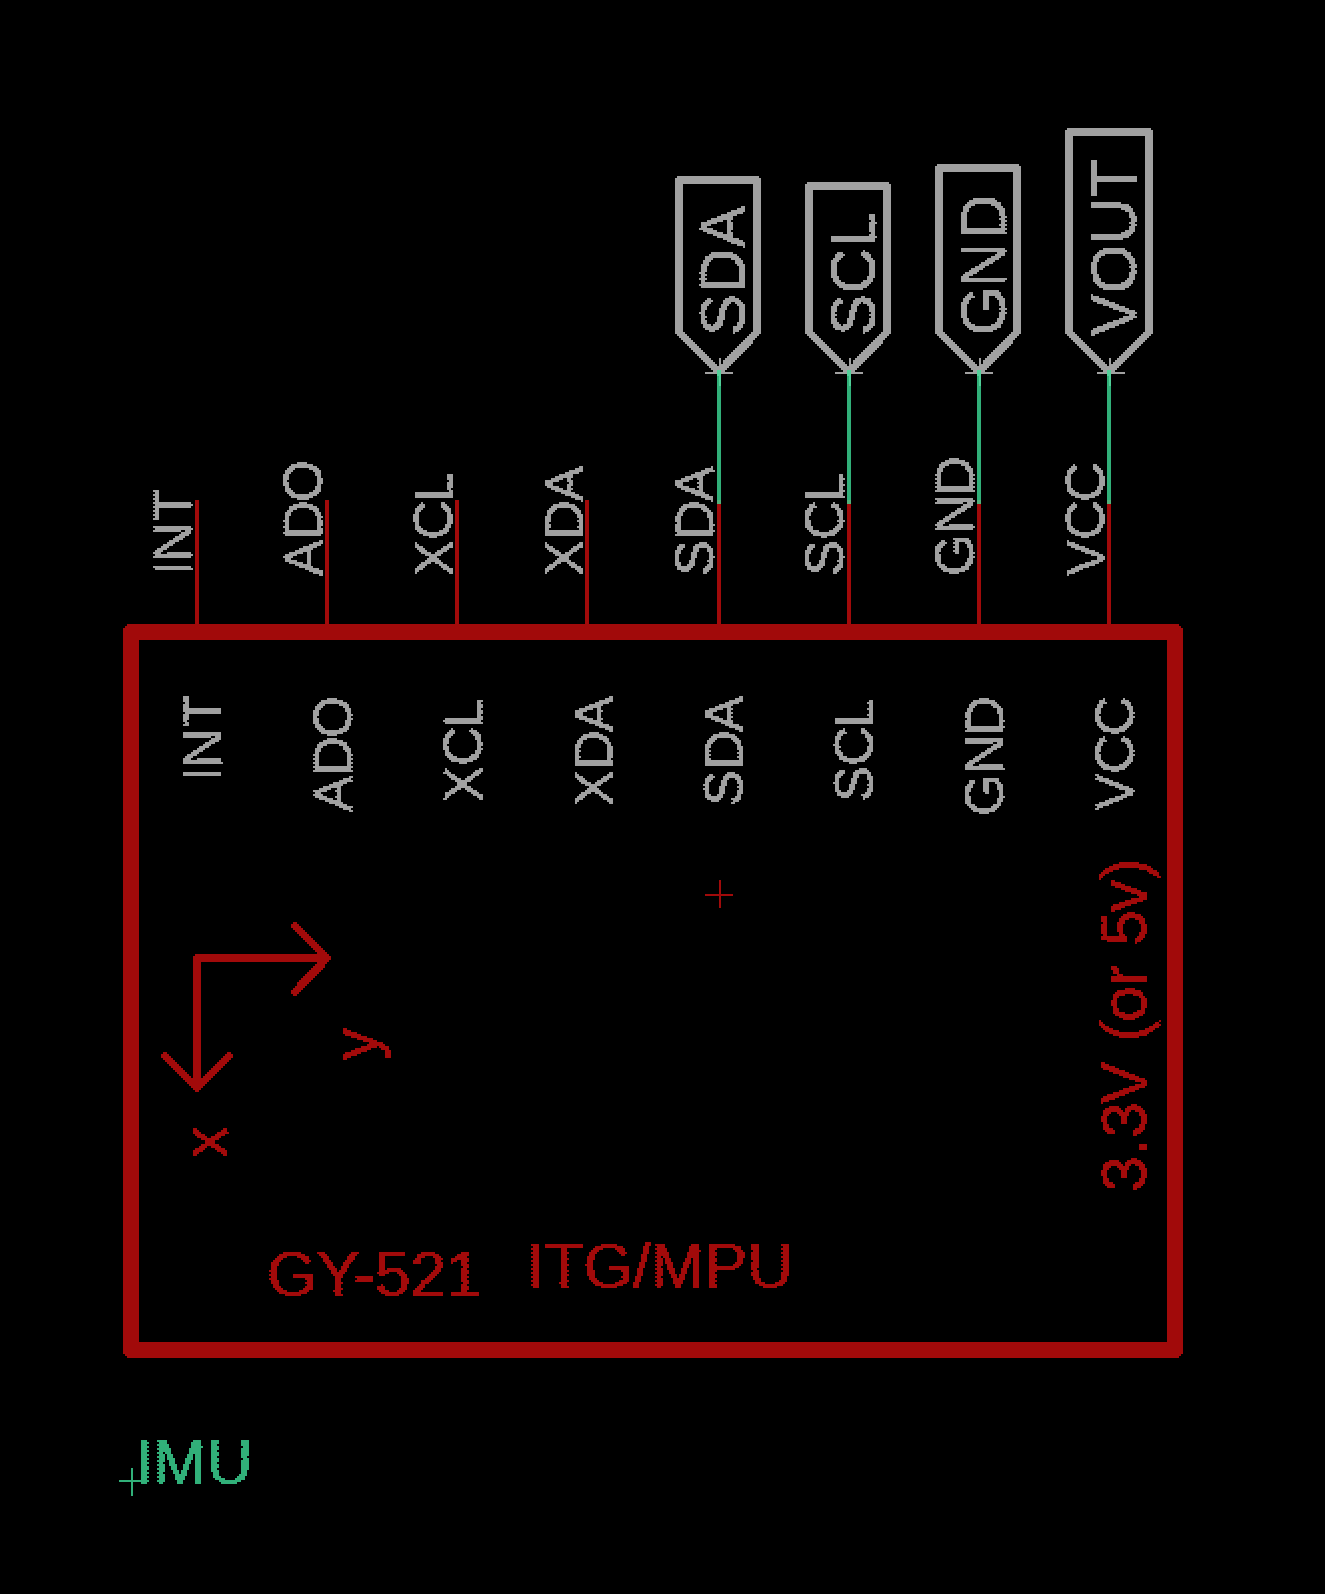 SDA
SCL
GND
VOUT
INT
ADO
XCL
XDA
SDA
SCL
GND
VCC
INT
ADO
XCL
XDA
SDA
SCL
GND
VCC
3.3V (or 5v)
y
x
GY-521
ITG/MPU
IMU